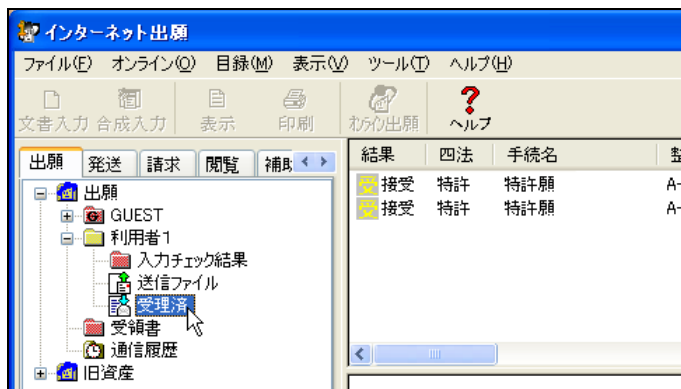 インターネット出願
ファイル(F) オンライン(O) 目録(M) 表示(V) ツール(T) ヘルプ(H)
文書入力 合成入力 表示 印刷 オンライン出願 ヘルプ
出願 発送 請求 閲覧 補助
結果 四法 手続名 整
受 接受 特許 特許願 A-
受 接受 特許 特許願 A-
出願
G GUEST
利用者1
入力チェック結果
送信ファイル
受理済
受領書
通信履歴
旧資産